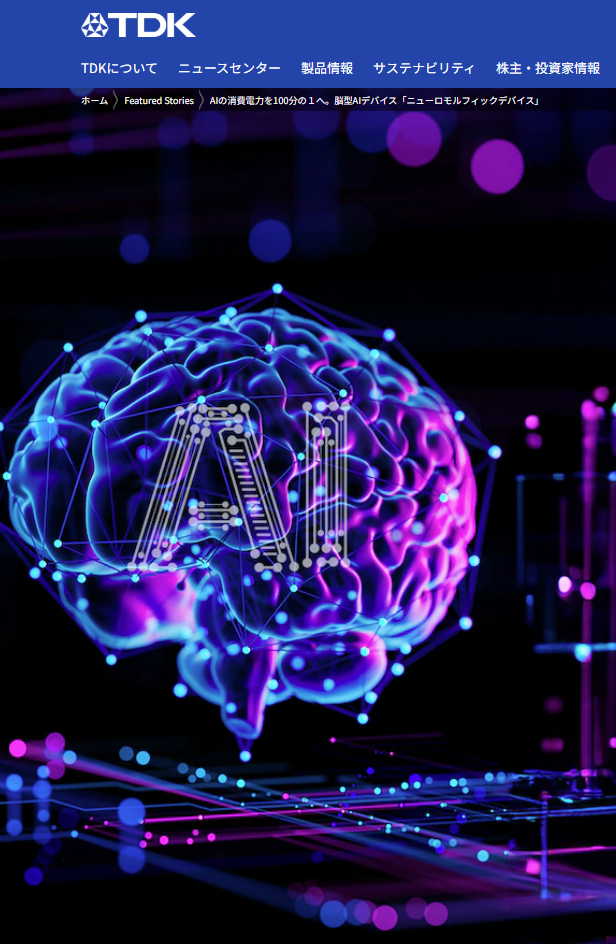 TDK
TDKについて ニュースセンター 製品情報 サステナビリティ 株主・投資家情報
ホーム Featured Stories AIの消費電力を100分の１へ。脳型AIデバイス「ニューロモルフィックデバイス」
AI